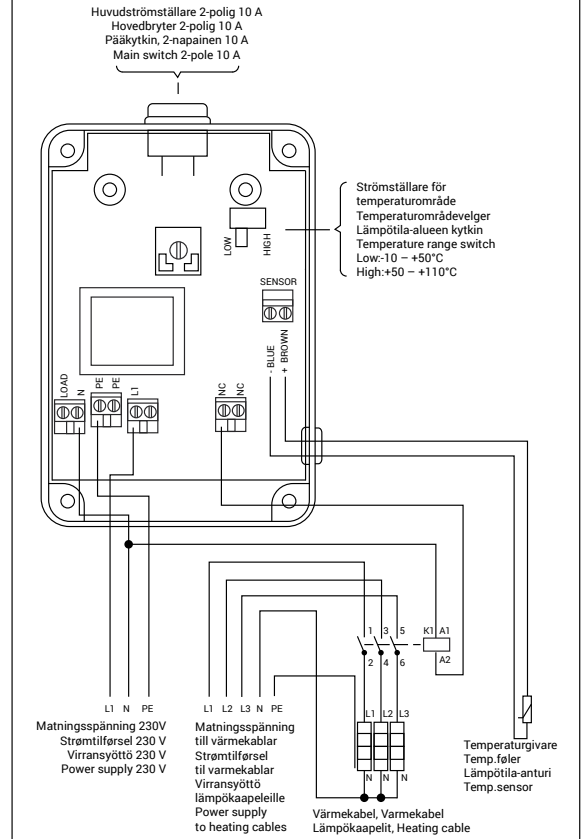 Huvudströmställare 2-polig 10 A
Hovedbryter 2-polig 10 A
Pääkytkin, 2-napainen 10 A
Main switch 2-pole 10 A
LOW
HIGH
Strömställare för
temperaturområde
Temperaturområdevelger
Lämpötila-alueen kytkin
Temperature range switch
Low:-10 – +50°C
High:+50 – +110°C
SENSOR
- BLUE
+ BROWN
LOAD
N
PE
PE
L1
NC
NC
1 3 5
K1 A1
2 4 6
A2
L1 N PE
L1 L2 L3 N PE
L1 L2 L3
N N N
Matningsspänning 230V
Strømtilførsel 230 V
Virransyöttö 230 V
Power supply 230 V
Matningsspänning
till värmekablar
Strømtilførsel
til varmekablar
Virransyöttö
lämpökaapeleille
Power supply
to heating cables
Värmekabel, Varmekabel
Lämpökaapelit, Heating cable
Temperaturgivare
Temp.føler
Lämpötila-anturi
Temp.sensor